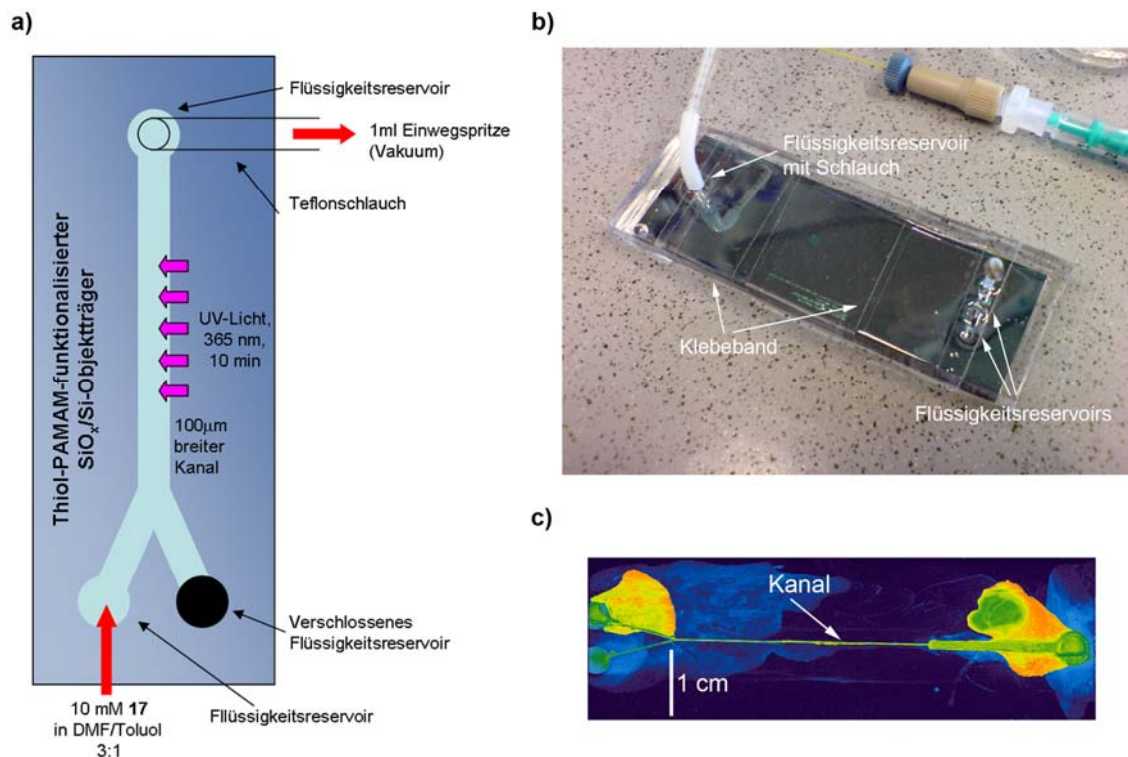 a)
Flüssigkeitsreservoir
1ml Einwegspritze
(Vakuum)
Teflonschlauch
Thiol-PAMAM-funktionalisierter
SiOₓ/Si-Objektträger
UV-Licht,
365 nm,
10 min
100µm
breiter
Kanal
Verschlossenes
Flüssigkeitsreservoir
Fllüssigkeitsreservoir
10 mM 17
in DMF/Toluol
3:1
b)
Flüssigkeitsreservoir
mit Schlauch
Klebeband
Flüssigkeitsreservoirs
c)
Kanal
1 cm